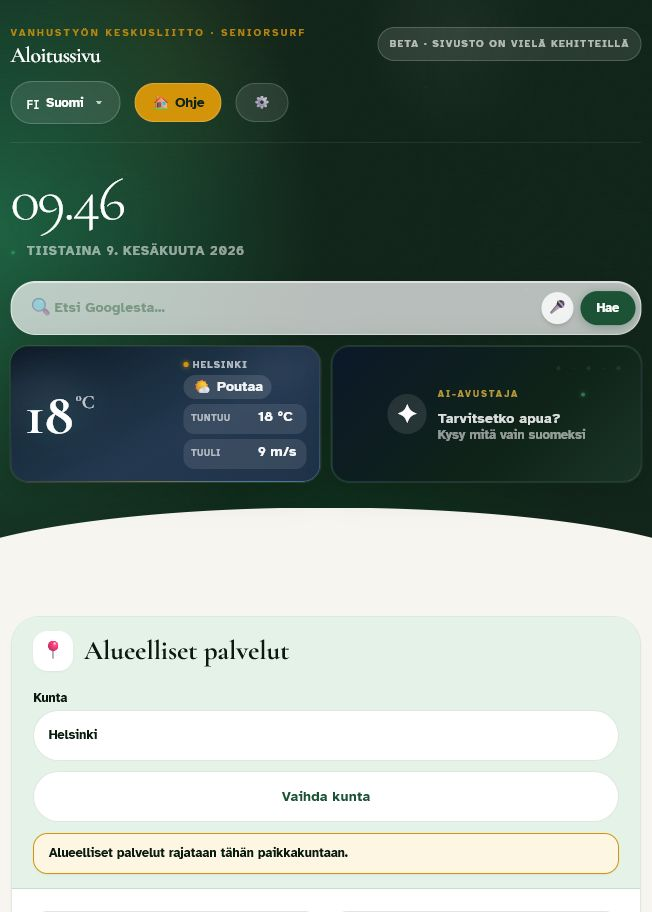 VANHUSTYÖN KESKUSLIITTO · SENIORSURF
Aloitussivu
BETA · SIVUSTO ON VIELÄ KEHITTEILLÄ
FI Suomi
Ohje
09.46
TIISTAINA 9. KESÄKUUTA 2026
Etsi Googlesta...
Hae
18 °C
HELSINKI
Poutaa
TUNTUU 18 °C
TUULI 9 m/s
AI-AVUSTAJA
Tarvitsetko apua?
Kysy mitä vain suomeksi
Alueelliset palvelut
Kunta
Helsinki
Vaihda kunta
Alueelliset palvelut rajataan tähän paikkakuntaan.